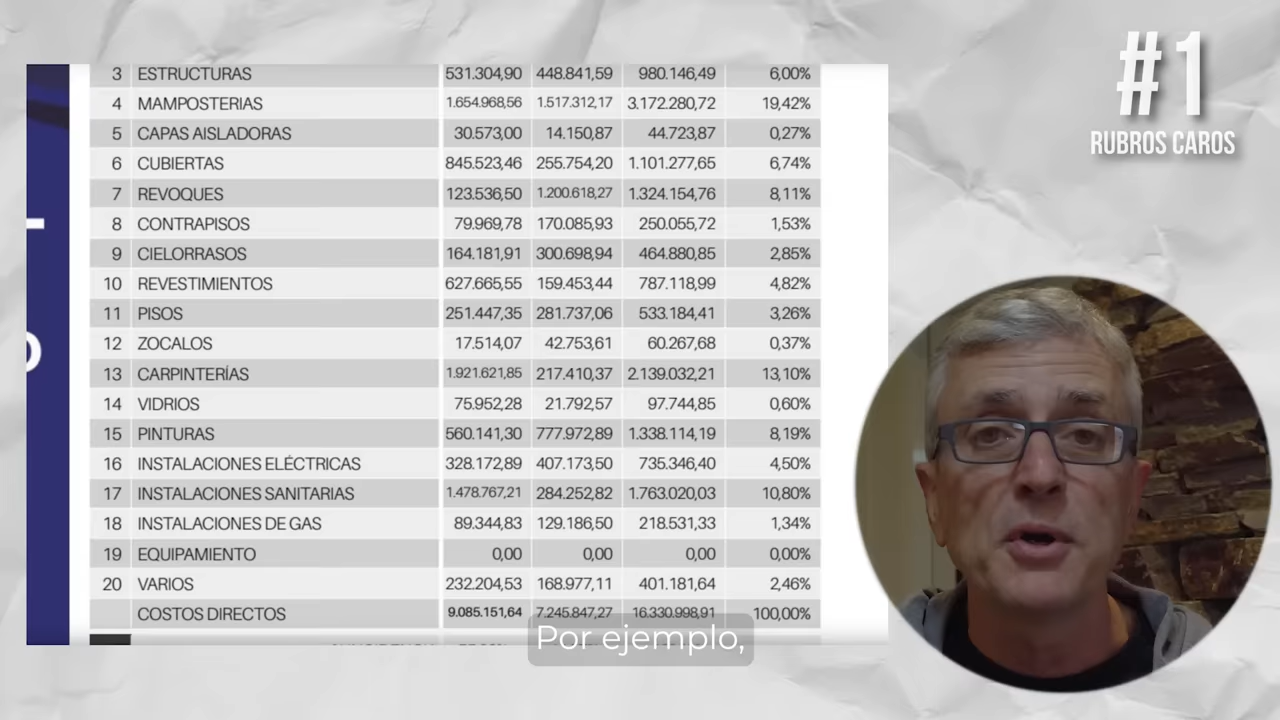 #1
RUBROS CAROS
3 ESTRUCTURAS 531.304,90 448.841,59 980.146,49 6,00%
4 MAMPOSTERIAS 1.654.968,56 1.517.312,17 3.172.280,72 19,42%
5 CAPAS AISLADORAS 30.573,00 14.150,87 44.723,87 0,27%
6 CUBIERTAS 845.523,46 255.754,20 1.101.277,65 6,74%
7 REVOQUES 123.536,50 1.200.618,27 1.324.154,76 8,11%
8 CONTRAPISOS 79.969,78 170.085,93 250.055,72 1,53%
9 CIELORRASOS 164.181,91 300.698,94 464.880,85 2,85%
10 REVESTIMIENTOS 627.665,55 159.453,44 787.118,99 4,82%
11 PISOS 251.447,35 281.737,06 533.184,41 3,26%
12 ZOCALOS 17.514,07 42.753,61 60.267,68 0,37%
13 CARPINTERÍAS 1.921.621,85 217.410,37 2.139.032,21 13,10%
14 VIDRIOS 75.952,28 21.792,57 97.744,85 0,60%
15 PINTURAS 560.141,30 777.972,89 1.338.114,19 8,19%
16 INSTALACIONES ELÉCTRICAS 328.172,89 407.173,50 735.346,40 4,50%
17 INSTALACIONES SANITARIAS 1.478.767,21 284.252,82 1.763.020,03 10,80%
18 INSTALACIONES DE GAS 89.344,83 129.186,50 218.531,33 1,34%
19 EQUIPAMIENTO 0,00 0,00 0,00 0,00%
20 VARIOS 232.204,53 168.977,11 401.181,64 2,46%
COSTOS DIRECTOS 9.085.151,64 7.245.847,27 16.330.998,91 100,00%
Por ejemplo,